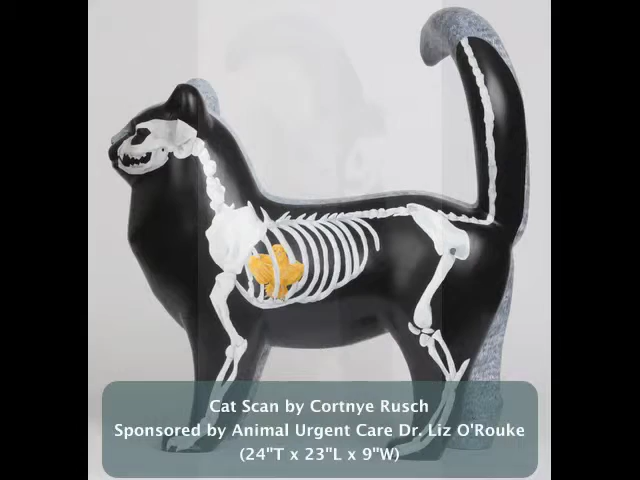 Cat Scan by Cortnye Rusch
Sponsored by Animal Urgent Care Dr. Liz O'Rouke
(24"T x 23"L x 9"W)